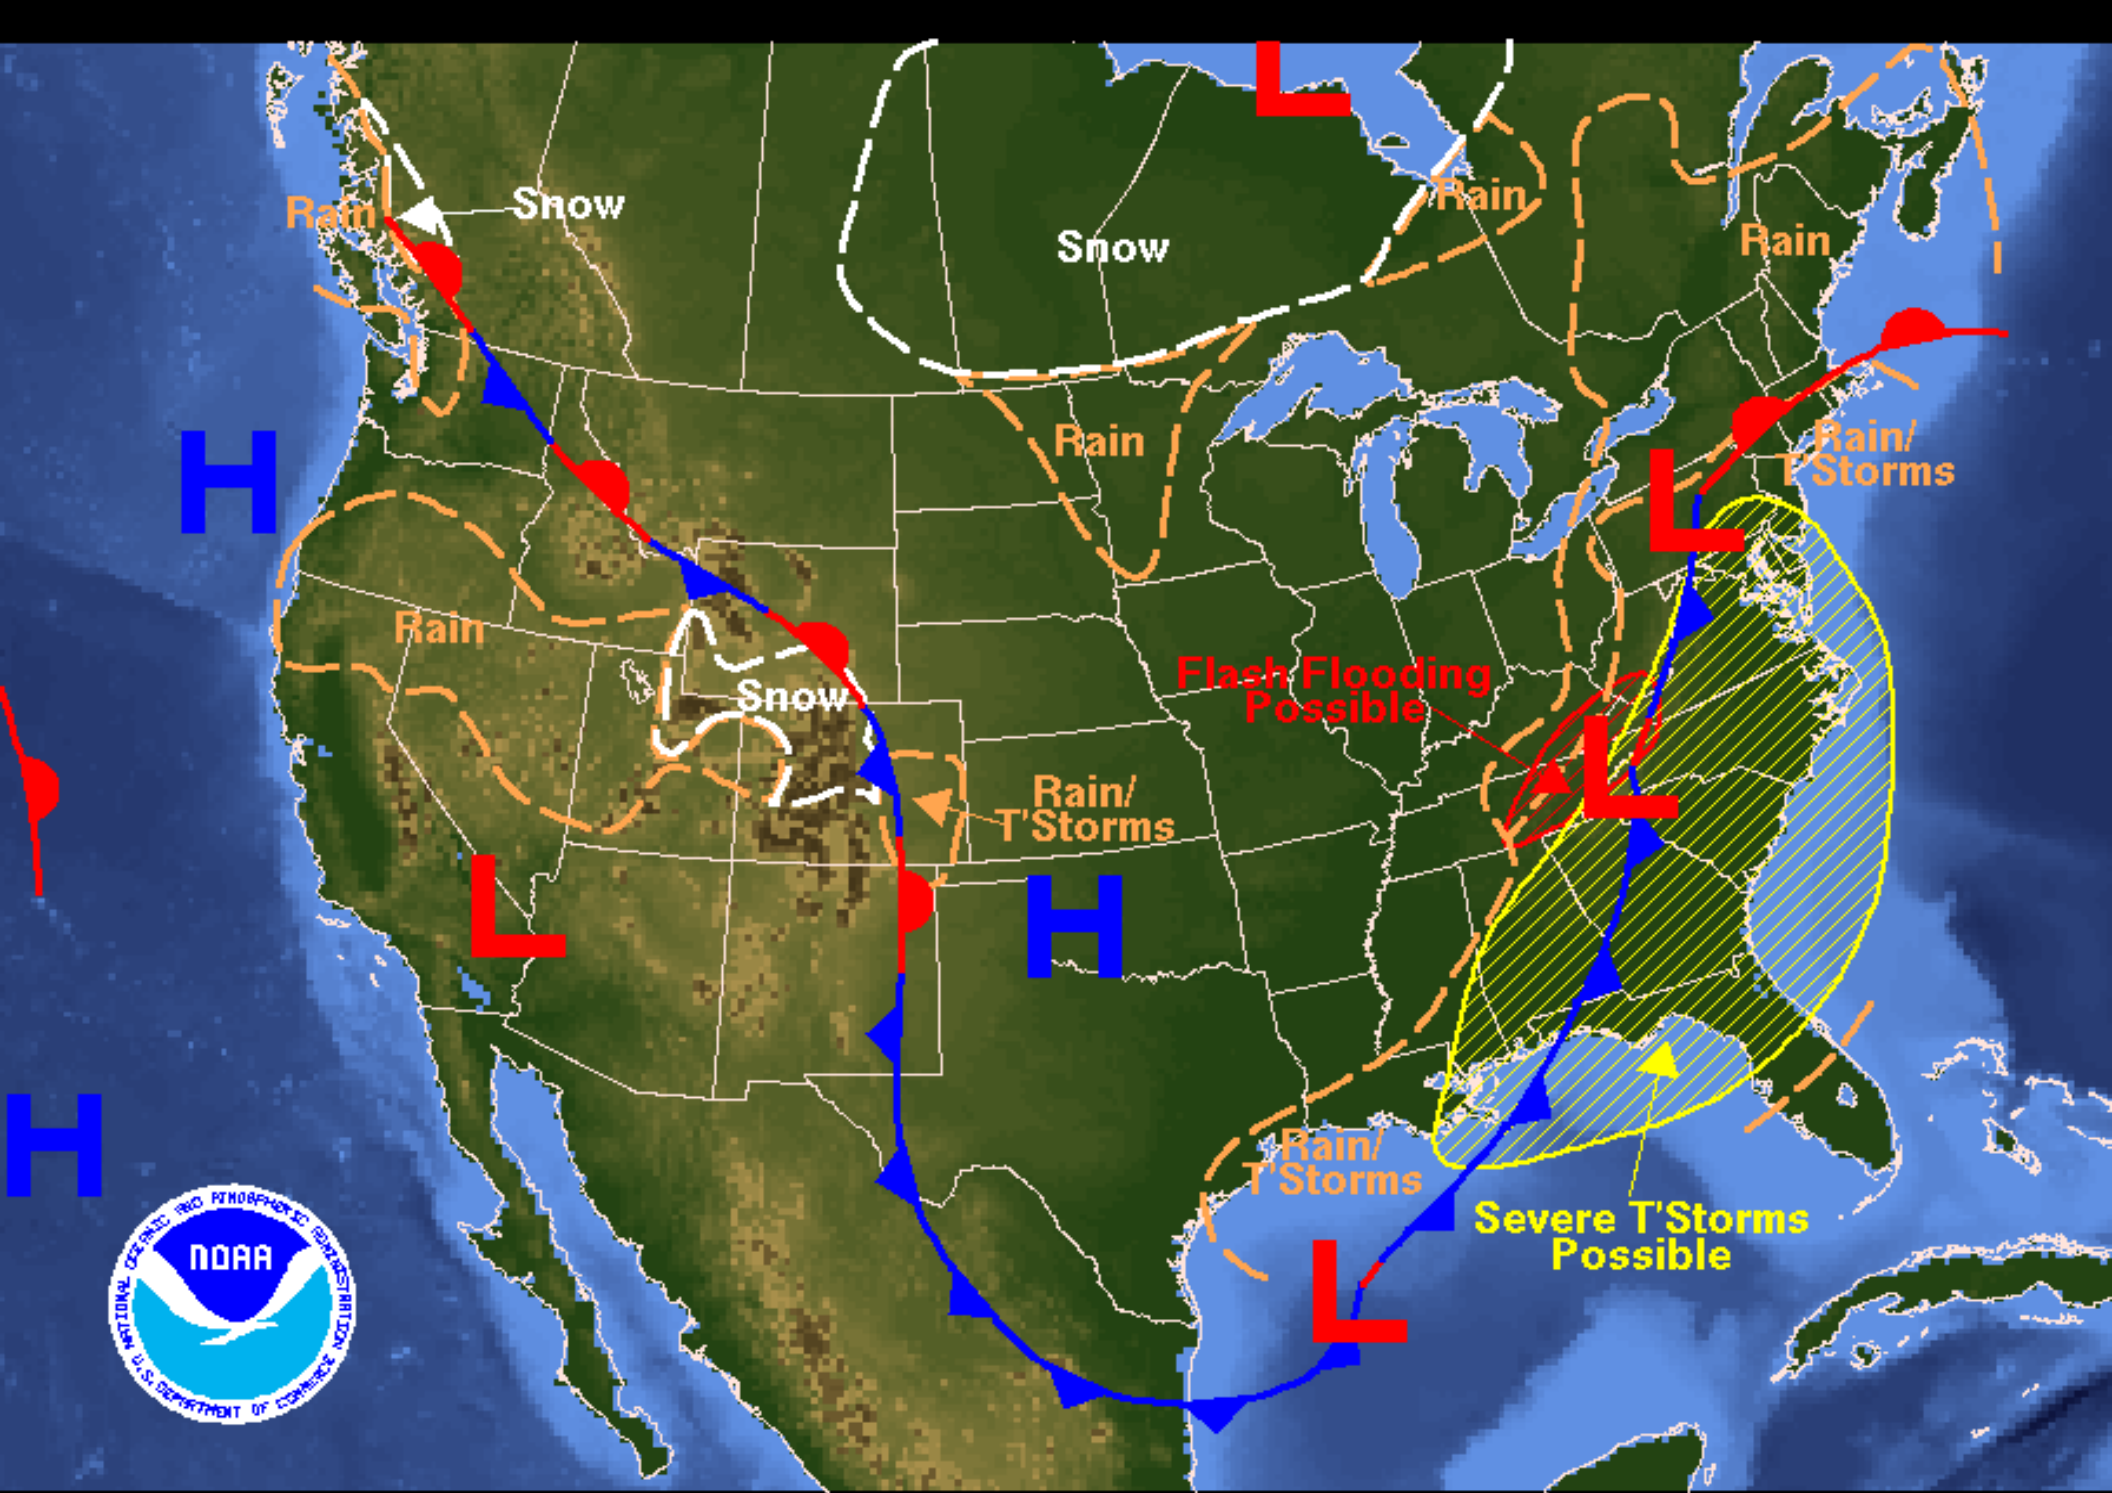 L
Rain
Snow
Snow
Rain
Rain
H
Rain
Rain/
T'Storms
L
Rain
Snow
Flash Flooding
Possible
L
Rain/
T'Storms
L
H
H
Rain/
T'Storms
Severe T'Storms
Possible
L
NOAA
NATIONAL OCEANIC AND ATMOSPHERIC ADMINISTRATION
U.S. DEPARTMENT OF COMMERCE